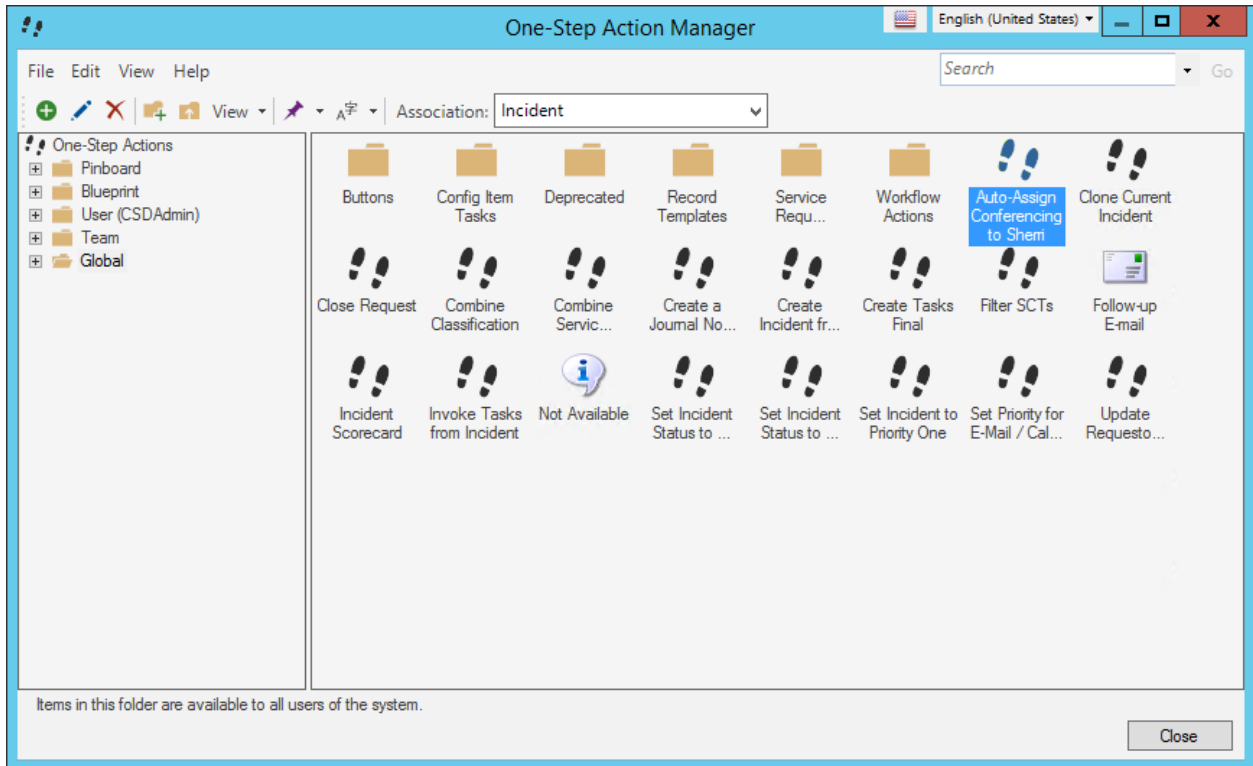 One-Step Action Manager
English (United States)
File Edit View Help
Search
Go
View
A字
Association:
Incident
One-Step Actions
Pinboard
Blueprint
User (CSDAdmin)
Team
Global
Buttons
Config Item
Tasks
Deprecated
Record
Templates
Service
Requ...
Workflow
Actions
Auto-Assign
Conferencing
to Sherri
Clone Current
Incident
Close Request
Combine
Classification
Combine
Servic...
Create a
Journal No...
Create
Incident fr...
Create Tasks
Final
Filter SCTs
Follow-up
E-mail
Incident
Scorecard
Invoke Tasks
from Incident
Not Available
Set Incident
Status to ...
Set Incident
Status to ...
Set Incident to
Priority One
Set Priority for
E-Mail / Cal...
Update
Requesto...
Items in this folder are available to all users of the system.
Close